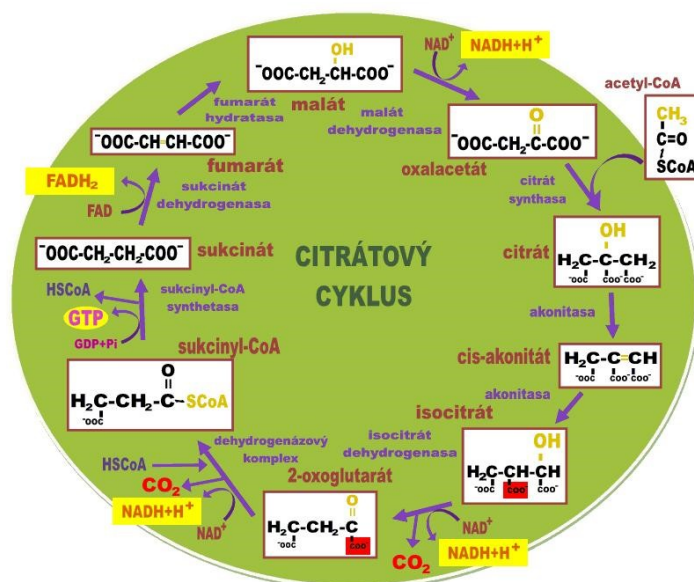 CITRÁTOVÝ
CYKLUS
OH
⁻OOC-CH₂-CH-COO⁻
malát
NAD⁺
NADH+H⁺
malát
dehydrogenasa
O
⁻OOC-CH₂-C-COO⁻
oxalacetát
acetyl-CoA
CH₃
C=O
SCoA
citrát
synthasa
citrát
OH
H₂C-C-CH₂
⁻OOC COO⁻ COO⁻
akonitasa
cis-akonitát
H₂C-C=CH
⁻OOC COO⁻ COO⁻
akonitasa
isocitrát
OH
H₂C-CH-CH
⁻OOC COO⁻ COO⁻
isocitrát
dehydrogenasa
NAD⁺
NADH+H⁺
CO₂
2-oxoglutarát
O
H₂C-CH₂-C
⁻OOC COO⁻
dehydrogenázový
komplex
HSCoA
CO₂
NADH+H⁺
NAD⁺
sukcinyl-CoA
O
H₂C-CH₂-C-SCoA
⁻OOC
sukcinyl-CoA
synthetasa
HSCoA
GTP
GDP+Pi
⁻OOC-CH₂-CH₂-COO⁻
sukcinát
sukcinát
dehydrogenasa
FADH₂
FAD
⁻OOC-CH=CH-COO⁻
fumarát
fumarát
hydratasa